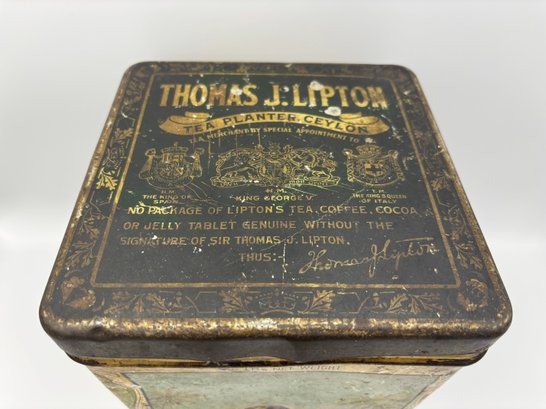 THOMAS J. LIPTON
TEA PLANTER, CEYLON
TEA MERCHANT BY SPECIAL APPOINTMENT TO
H.M. THE KING OF SPAIN
H.M. KING GEORGE V
T.M. THE KING & QUEEN OF ITALY
NO PACKAGE OF LIPTON'S TEA, COFFEE, COCOA
OR JELLY TABLET GENUINE WITHOUT THE
SIGNATURE OF SIR THOMAS J. LIPTON.
THUS:- Thomas J Lipton
NET WEIGHT